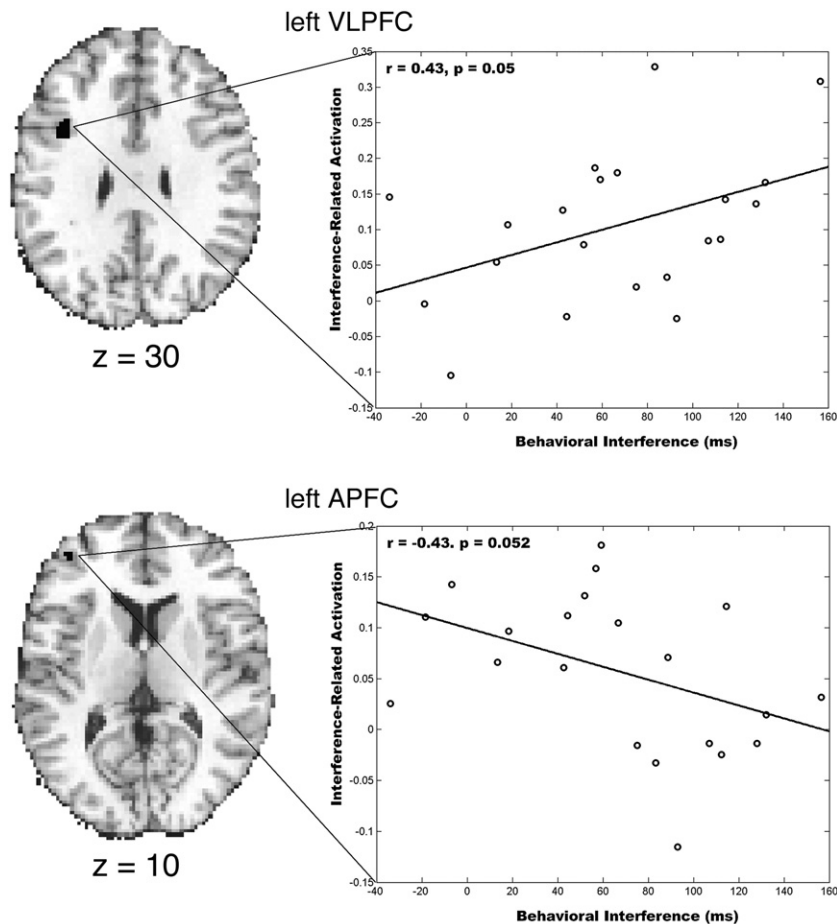 left VLPFC
r = 0.43, p = 0.05
Interference-Related Activation
0.35
0.3
0.25
0.2
0.15
0.1
0.05
0
-0.05
-0.1
-0.15
-40 -20 0 20 40 60 80 100 120 140 160
Behavioral Interference (ms)
z = 30
left APFC
r = -0.43. p = 0.052
Interference-Related Activation
0.2
0.15
0.1
0.05
0
-0.05
-0.1
-0.15
-40 -20 0 20 40 60 80 100 120 140 160
Behavioral Interference (ms)
z = 10